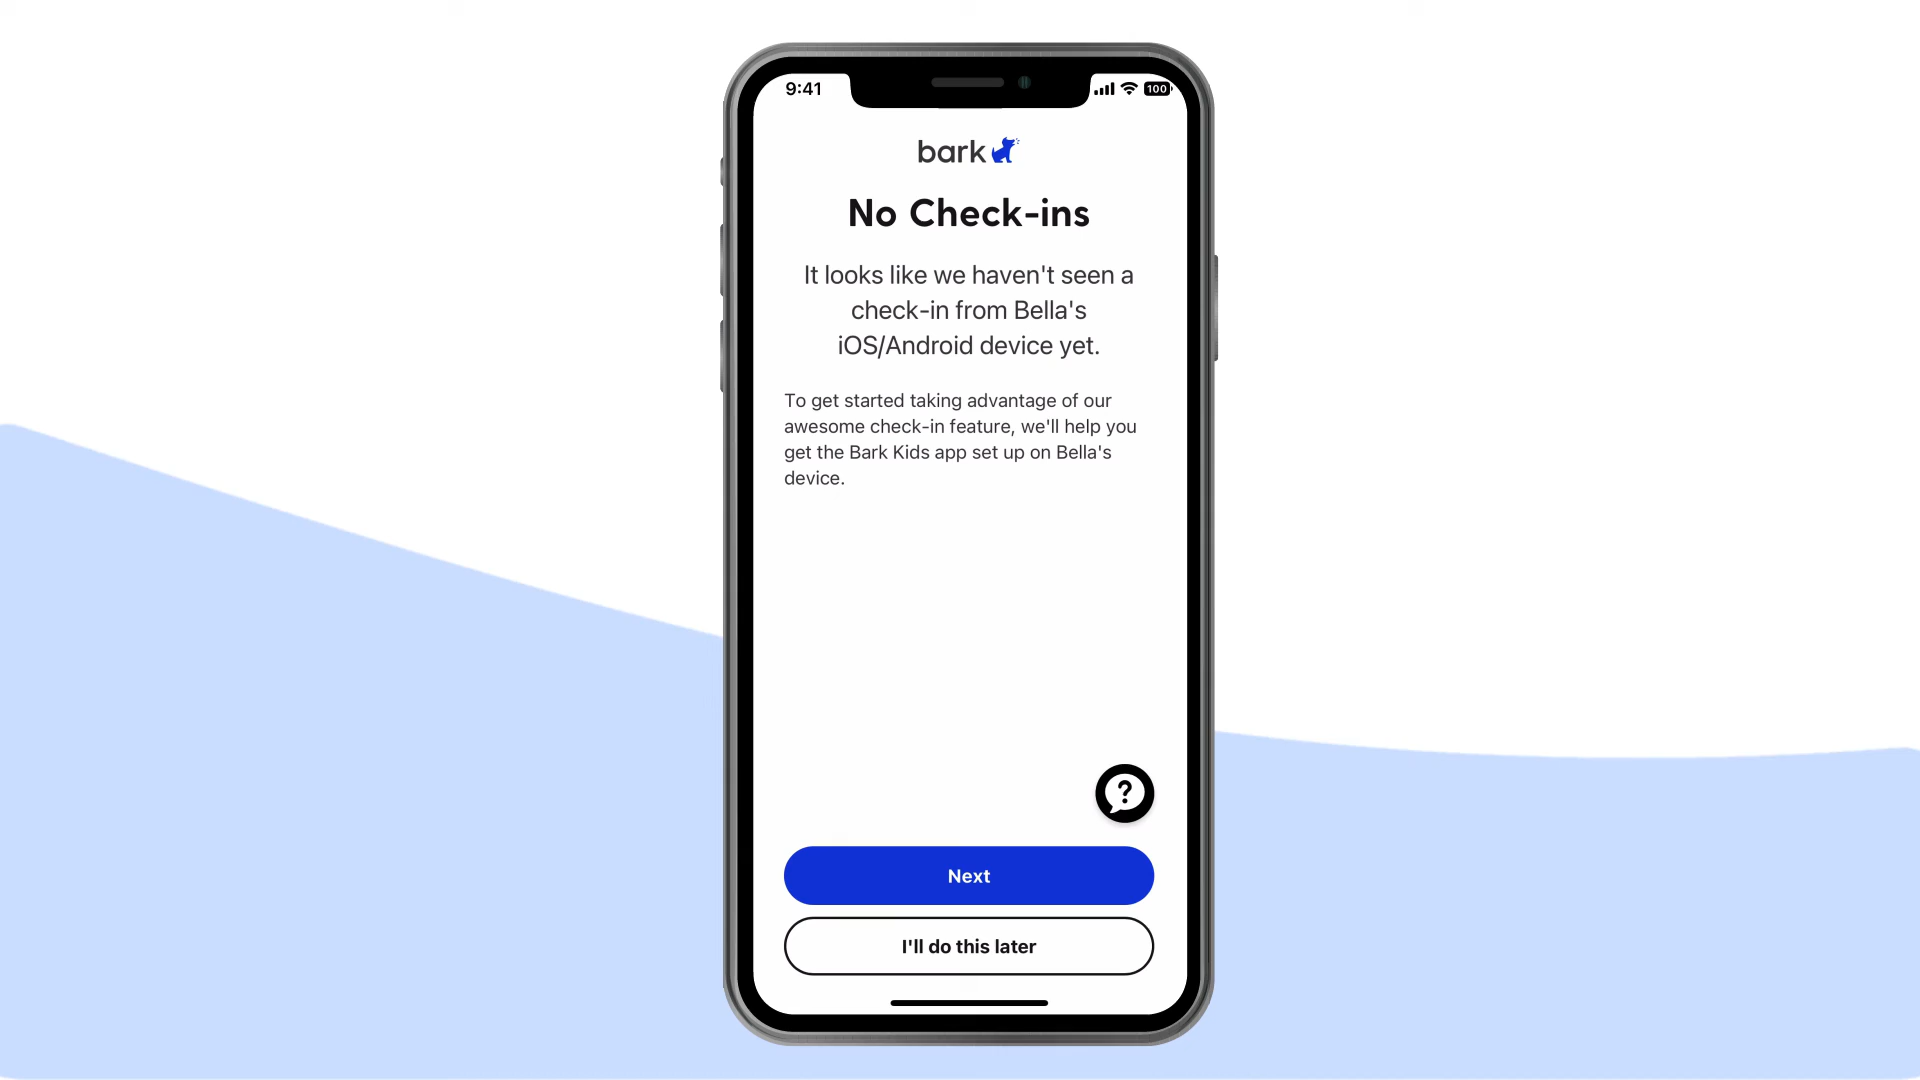 9:41
100
bark
No Check-ins
It looks like we haven't seen a
check-in from Bella's
iOS/Android device yet.
To get started taking advantage of our
awesome check-in feature, we'll help you
get the Bark Kids app set up on Bella's
device.
?
Next
I'll do this later